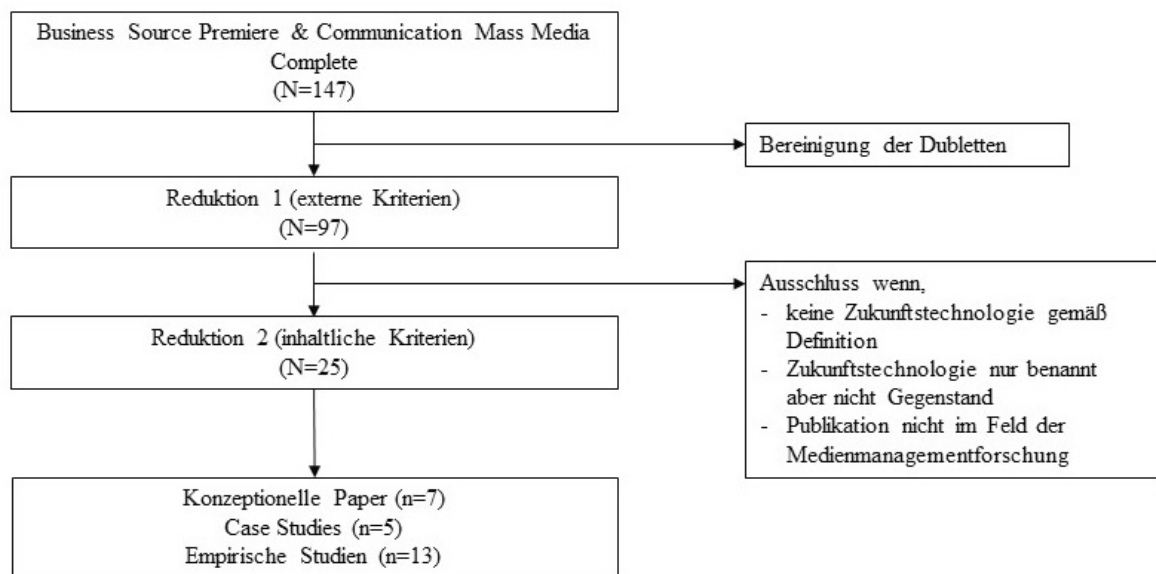 Business Source Premiere & Communication Mass Media
Complete
(N=147)
Bereinigung der Dubletten
Reduktion 1 (externe Kriterien)
(N=97)
Ausschluss wenn,
- keine Zukunftstechnologie gemäß
Definition
- Zukunftstechnologie nur benannt
aber nicht Gegenstand
- Publikation nicht im Feld der
Medienmanagementforschung
Reduktion 2 (inhaltliche Kriterien)
(N=25)
Konzeptionelle Paper (n=7)
Case Studies (n=5)
Empirische Studien (n=13)